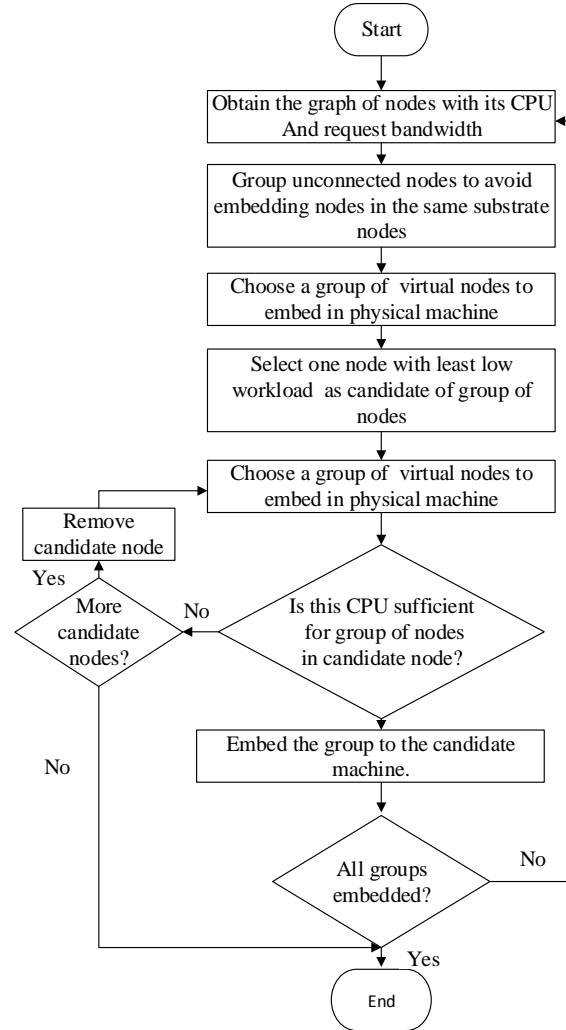 Start
Obtain the graph of nodes with its CPU
And request bandwidth
Group unconnected nodes to avoid
embedding nodes in the same substrate
nodes
Choose a group of virtual nodes to
embed in physical machine
Select one node with least low
workload as candidate of group of
nodes
Choose a group of virtual nodes to
embed in physical machine
Remove
candidate node
Yes
More
candidate
nodes?
No
Is this CPU sufficient
for group of nodes
in candidate node?
No
Embed the group to the candidate
machine.
All groups
embedded?
No
Yes
End